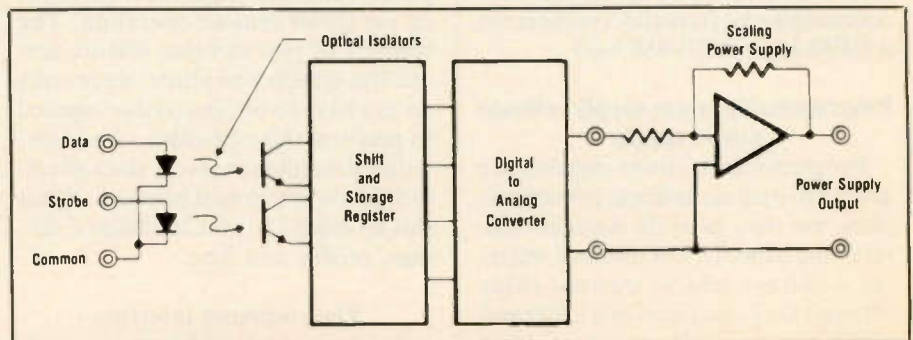 Optical Isolators
Scaling
Power Supply
Data
Strobe
Common
Shift
and
Storage
Register
Digital
to
Analog
Converter
Power Supply
Output